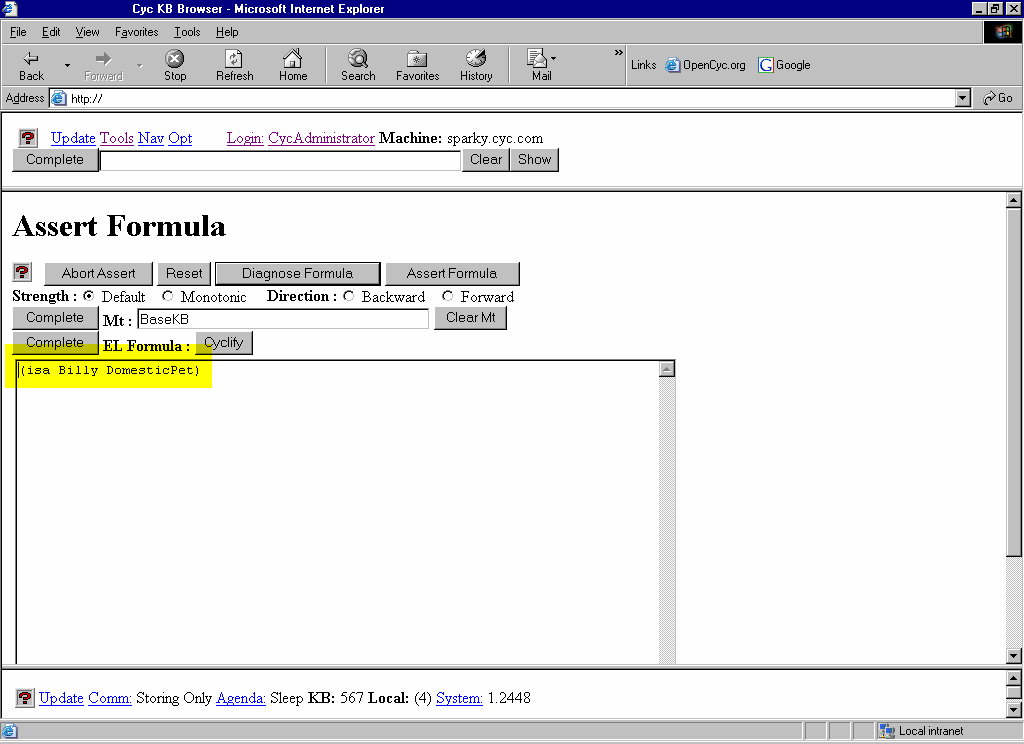 Cyc KB Browser - Microsoft Internet Explorer
File Edit View Favorites Tools Help
Back Forward Stop Refresh Home Search Favorites History Mail » Links OpenCyc.org Google
Address http:// Go
Update Tools Nav Opt Login: CycAdministrator Machine: sparky.cyc.com
Complete Clear Show
Assert Formula
Abort Assert Reset Diagnose Formula Assert Formula
Strength : Default Monotonic Direction : Backward Forward
Complete Mt : BaseKB Clear Mt
Complete EL Formula : Cyclify
(isa Billy DomesticPet)
Update Comm: Storing Only Agenda: Sleep KB: 567 Local: (4) System: 1.2448
Local intranet